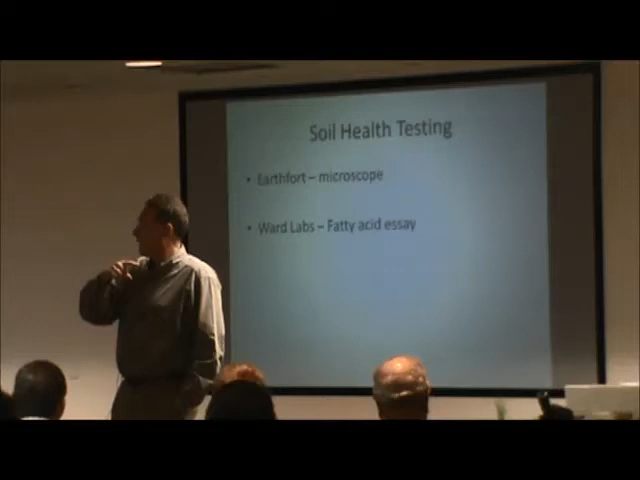 Soil Health Testing
• Earthfort – microscope
• Ward Labs – Fatty acid essay